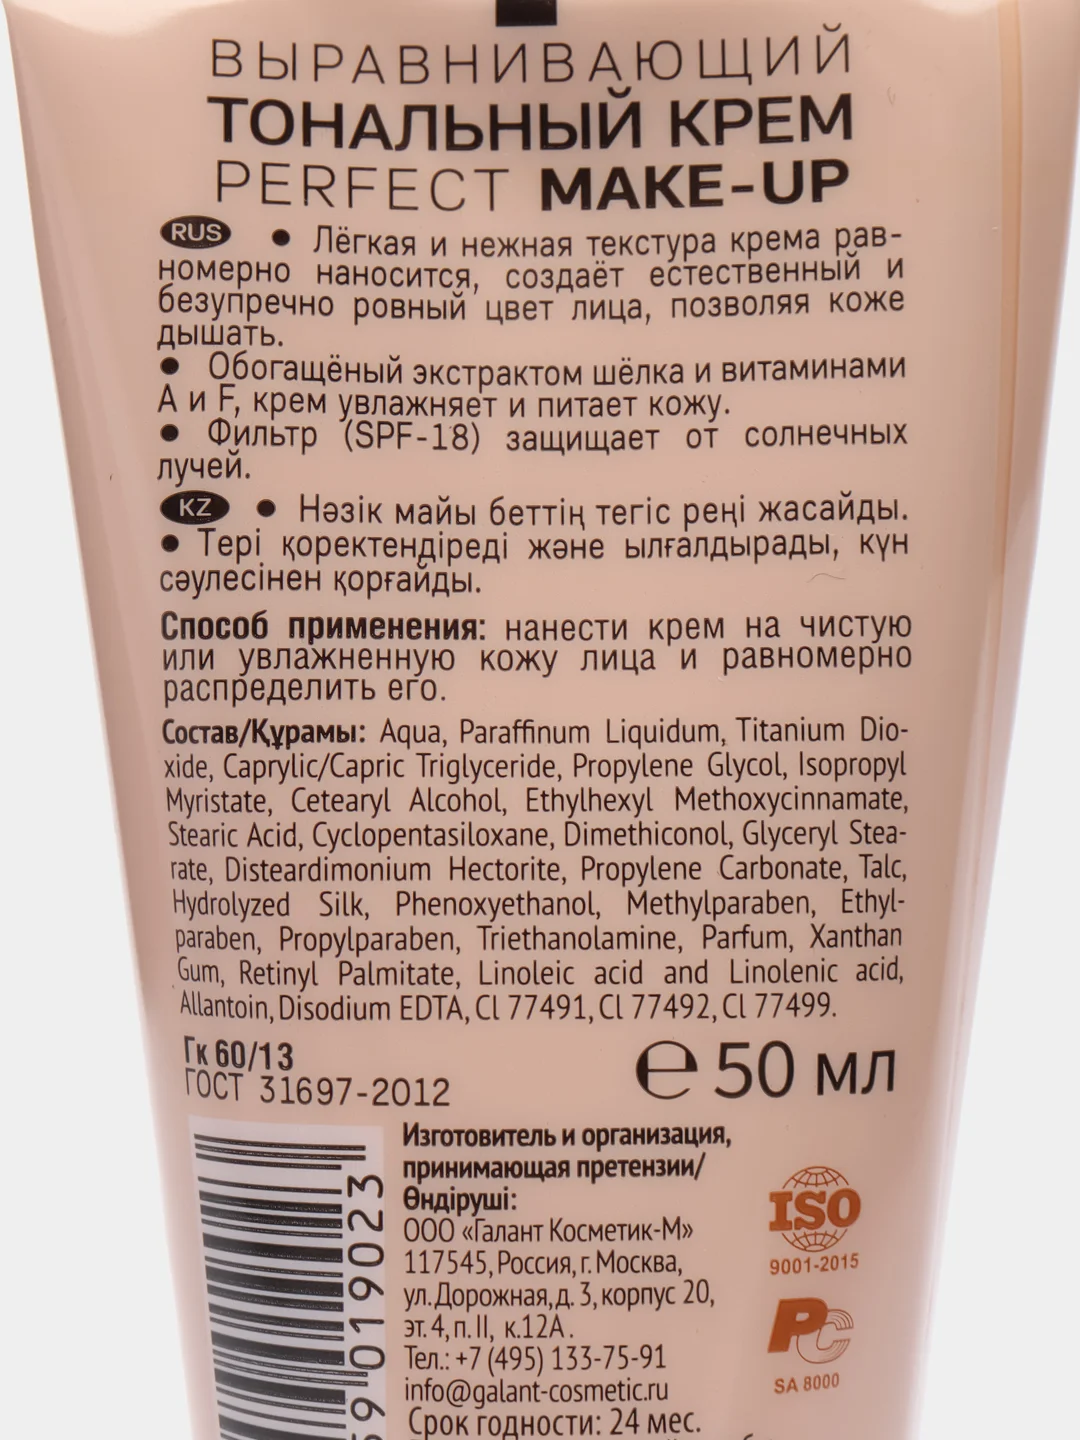 ВЫРАВНИВАЮЩИЙ
ТОНАЛЬНЫЙ КРЕМ
PERFECT MAKE-UP
RUS • Лёгкая и нежная текстура крема рав-
номерно наносится, создаёт естественный и
безупречно ровный цвет лица, позволяя коже
дышать.
• Обогащёный экстрактом шёлка и витаминами
A и F, крем увлажняет и питает кожу.
• Фильтр (SPF-18) защищает от солнечных
лучей.
KZ • Нәзік майы беттің тегіс реңі жасайды.
• Тері қоректендіреді және ылғалдырады, күн
сәулесінен қорғайды.
Способ применения: нанести крем на чистую
или увлажненную кожу лица и равномерно
распределить его.
Состав/Құрамы: Aqua, Paraffinum Liquidum, Titanium Dio-
xide, Caprylic/Capric Triglyceride, Propylene Glycol, Isopropyl
Myristate, Cetearyl Alcohol, Ethylhexyl Methoxycinnamate,
Stearic Acid, Cyclopentasiloxane, Dimethiconol, Glyceryl Stea-
rate, Disteardimonium Hectorite, Propylene Carbonate, Talc,
Hydrolyzed Silk, Phenoxyethanol, Methylparaben, Ethyl-
paraben, Propylparaben, Triethanolamine, Parfum, Xanthan
Gum, Retinyl Palmitate, Linoleic acid and Linolenic acid,
Allantoin, Disodium EDTA, Cl 77491, Cl 77492, Cl 77499.
Гк 60/13
ГОСТ 31697-2012
℮ 50 мл
Изготовитель и организация,
принимающая претензии/
Өндіруші:
ООО «Галант Косметик-М»
117545, Россия, г. Москва,
ул. Дорожная, д. 3, корпус 20,
эт. 4, п. II, к.12А.
Тел.: +7 (495) 133-75-91
info@galant-cosmetic.ru
Срок годности: 24 мес.
ISO
9001-2015
РС
SA 8000
59 019023